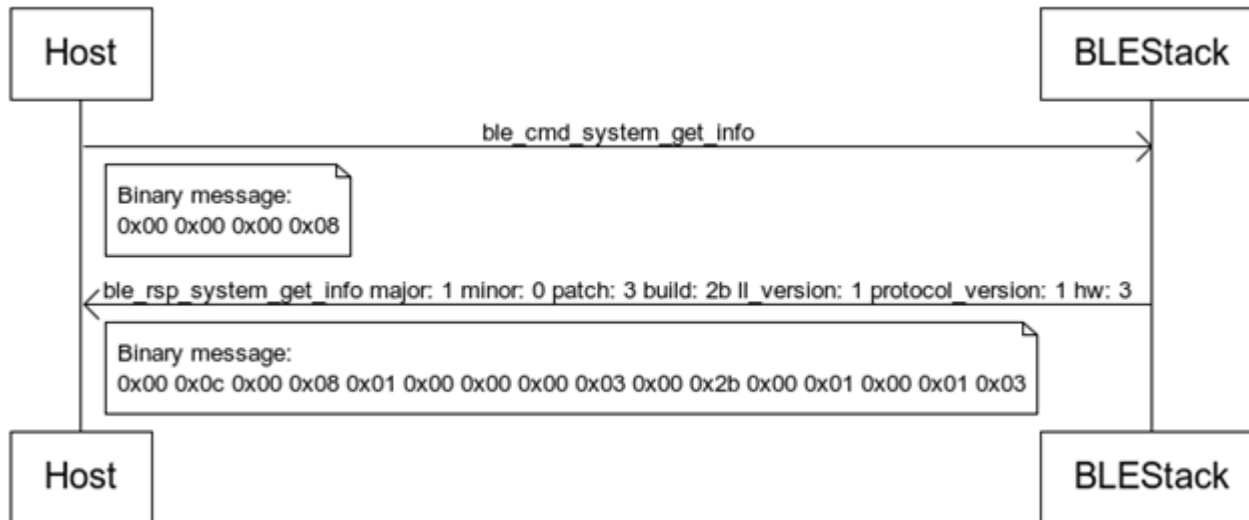 Host
BLEStack
ble_cmd_system_get_info
Binary message:
0x00 0x00 0x00 0x08
ble_rsp_system_get_info major: 1 minor: 0 patch: 3 build: 2b ll_version: 1 protocol_version: 1 hw: 3
Binary message:
0x00 0x0c 0x00 0x08 0x01 0x00 0x00 0x00 0x03 0x00 0x2b 0x00 0x01 0x00 0x01 0x03
Host
BLEStack